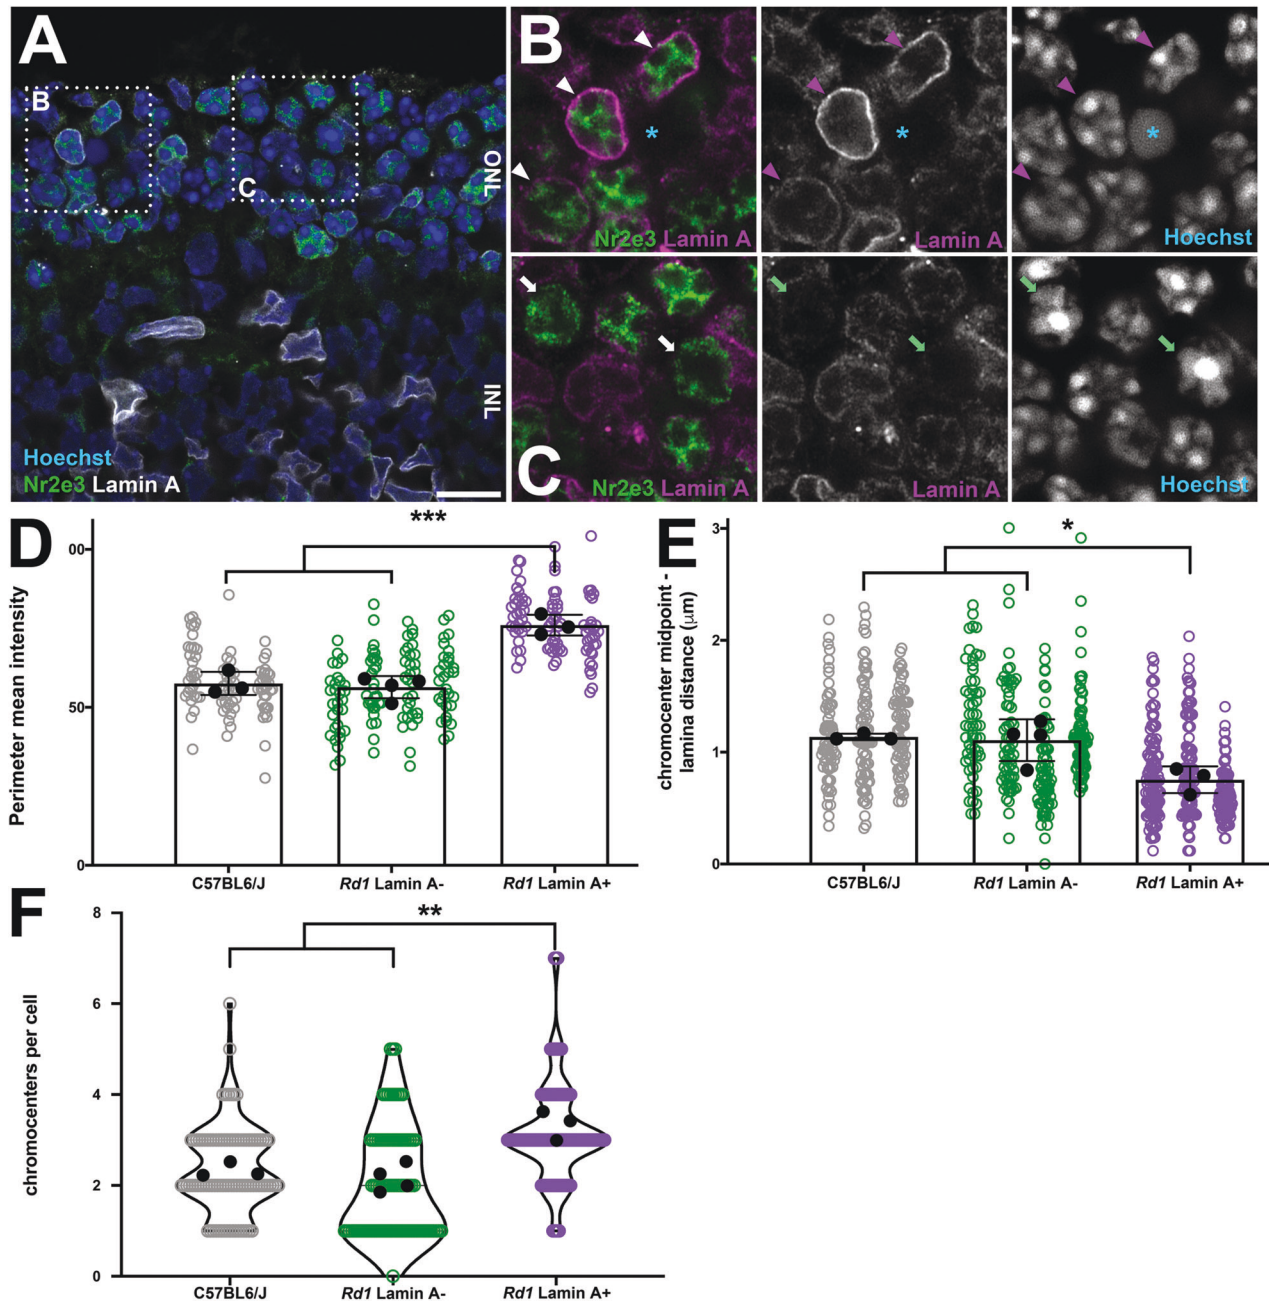 A
B
C
ONL
INL
Hoechst
Nr2e3 Lamin A
B
*
Nr2e3 Lamin A
*
Lamin A
*
Hoechst
C
Nr2e3 Lamin A
Lamin A
Hoechst
D
Perimeter mean intensity
00
50
0
***
C57BL6/J
Rd1 Lamin A-
Rd1 Lamin A+
E
chromocenter midpoint -
lamina distance (μm)
3
2
1
0
*
C57BL6/J
Rd1 Lamin A-
Rd1 Lamin A+
F
chromocenters per cell
8
6
4
2
0
**
C57BL6/J
Rd1 Lamin A-
Rd1 Lamin A+